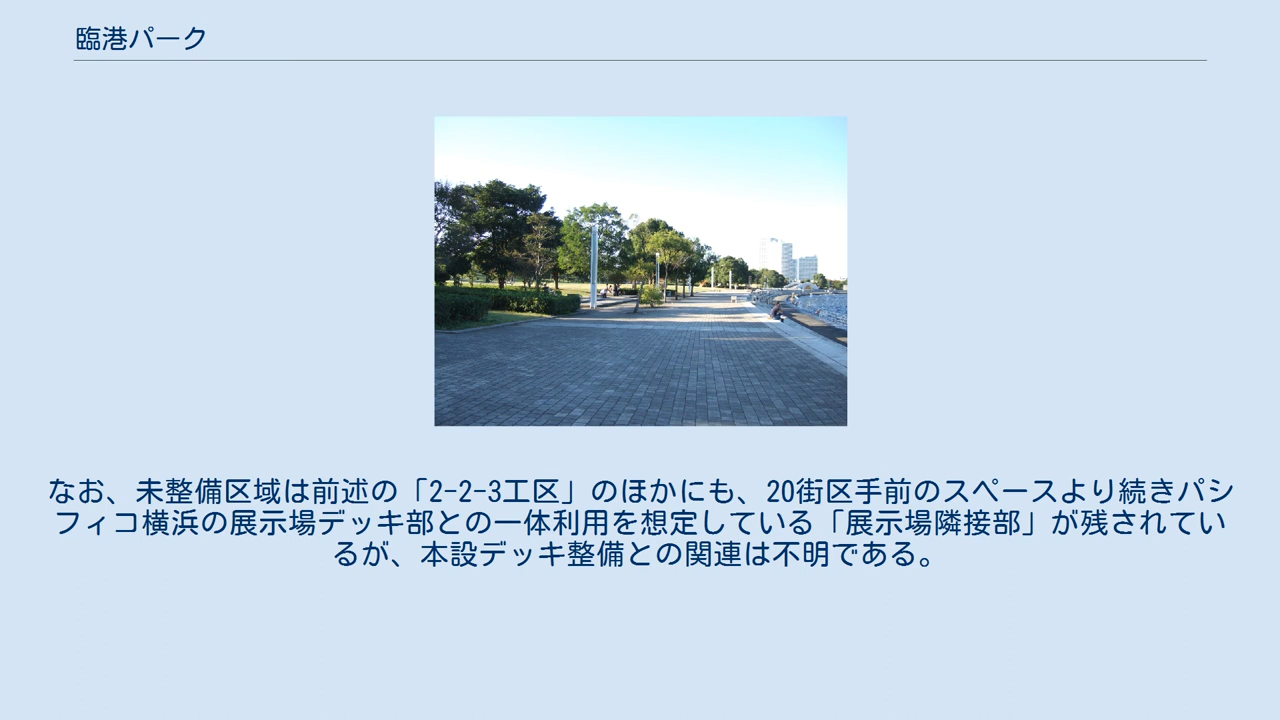 臨港パーク
なお、未整備区域は前述の「2-2-3工区」のほかにも、20街区手前のスペースより続きパシ
フィコ横浜の展示場デッキ部との一体利用を想定している「展示場隣接部」が残されてい
るが、本設デッキ整備との関連は不明である。